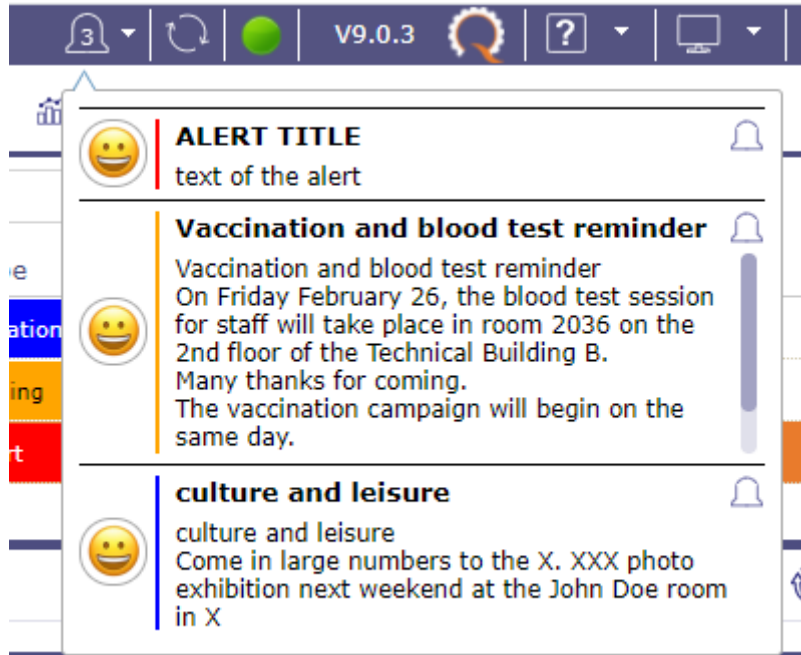 3
V9.0.3
?
ALERT TITLE
text of the alert
Vaccination and blood test reminder
Vaccination and blood test reminder
On Friday February 26, the blood test session
for staff will take place in room 2036 on the
2nd floor of the Technical Building B.
Many thanks for coming.
The vaccination campaign will begin on the
same day.
culture and leisure
culture and leisure
Come in large numbers to the X. XXX photo
exhibition next weekend at the John Doe room
in X
e
ation
ing
rt